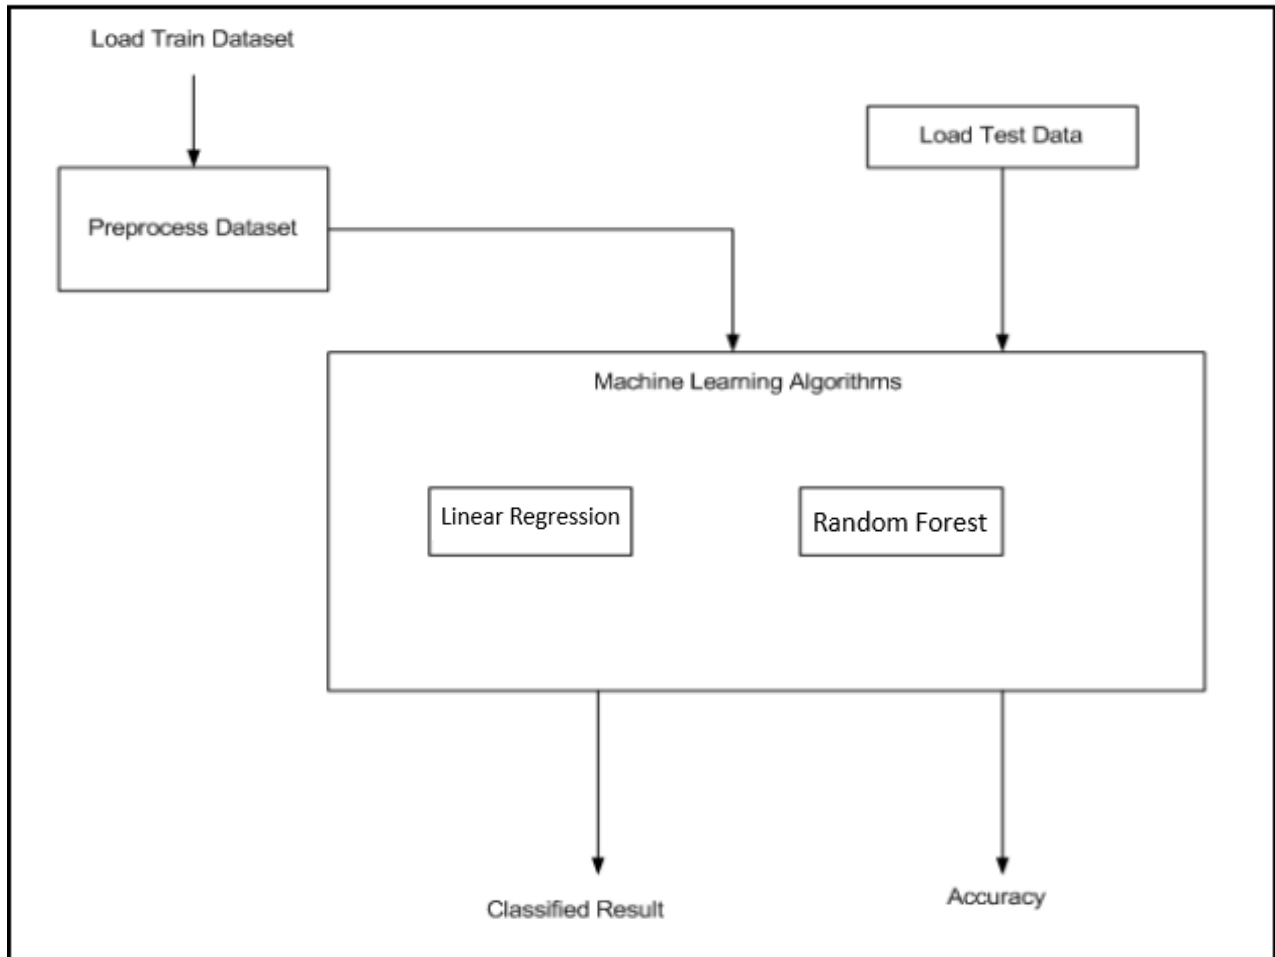 Load Train Dataset
Load Test Data
Preprocess Dataset
Machine Learning Algorithms
Linear Regression
Random Forest
Classified Result
Accuracy